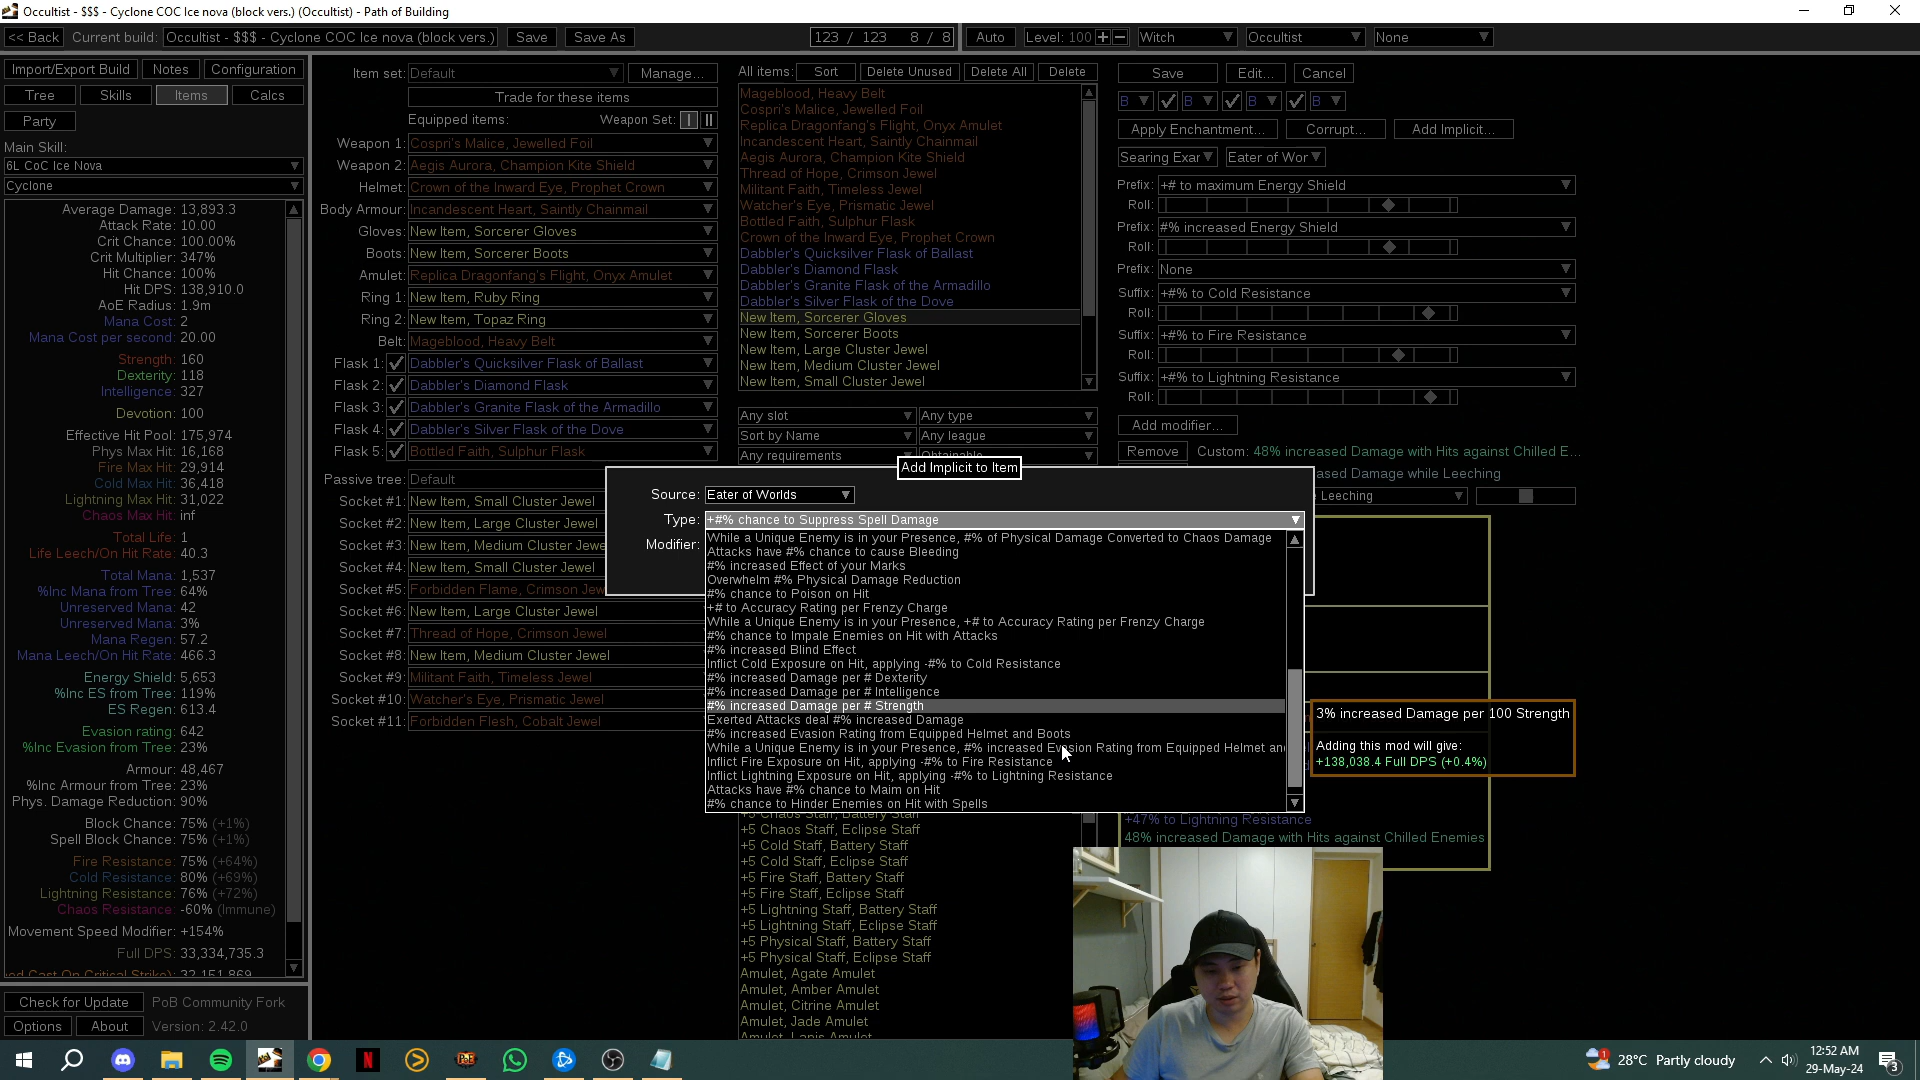 Occultist - $$$ - Cyclone COC Ice nova (block vers.) (Occultist) - Path of Building
<< Back
Current build:
Occultist - $$$ - Cyclone COC Ice nova (block vers.)
Save
Save As
123 / 123 8 / 8
Auto
Level: 100
Witch
Occultist
None
Import/Export Build
Notes
Configuration
Tree
Skills
Items
Calcs
Party
Main Skill:
6L CoC Ice Nova
Cyclone
Average Damage: 13,893.3
Attack Rate: 10.00
Crit Chance: 100.00%
Crit Multiplier: 347%
Hit Chance: 100%
Hit DPS: 138,910.0
AoE Radius: 1.9m
Mana Cost: 2
Mana Cost per second: 20.00
Strength: 160
Dexterity: 118
Intelligence: 327
Devotion: 100
Effective Hit Pool: 175,974
Phys Max Hit: 16,168
Fire Max Hit: 29,914
Cold Max Hit: 36,418
Lightning Max Hit: 31,022
Chaos Max Hit: inf
Total Life: 1
Life Leech/On Hit Rate: 40.3
Total Mana: 1,537
%Inc Mana from Tree: 64%
Unreserved Mana: 42
Unreserved Mana: 3%
Mana Regen: 57.2
Mana Leech/On Hit Rate: 466.3
Energy Shield: 5,653
%Inc ES from Tree: 119%
ES Regen: 613.4
Evasion rating: 642
%Inc Evasion from Tree: 23%
Armour: 48,467
%Inc Armour from Tree: 23%
Phys. Damage Reduction: 90%
Block Chance: 75% (+1%)
Spell Block Chance: 75% (+1%)
Fire Resistance: 75% (+64%)
Cold Resistance: 80% (+69%)
Lightning Resistance: 76% (+72%)
Chaos Resistance: -60% (Immune)
Movement Speed Modifier: +154%
Full DPS: 33,334,735.3
Cast On Critical Strike): 32,151,869
Check for Update
PoB Community Fork
Options
About
Version: 2.42.0
Item set: Default
Manage...
Trade for these items
Equipped items:
Weapon Set: I II
Weapon 1: Cospri's Malice, Jewelled Foil
Weapon 2: Aegis Aurora, Champion Kite Shield
Helmet: Crown of the Inward Eye, Prophet Crown
Body Armour: Incandescent Heart, Saintly Chainmail
Gloves: New Item, Sorcerer Gloves
Boots: New Item, Sorcerer Boots
Amulet: Replica Dragonfang's Flight, Onyx Amulet
Ring 1: New Item, Ruby Ring
Ring 2: New Item, Topaz Ring
Belt: Mageblood, Heavy Belt
Flask 1: Dabbler's Quicksilver Flask of Ballast
Flask 2: Dabbler's Diamond Flask
Flask 3: Dabbler's Granite Flask of the Armadillo
Flask 4: Dabbler's Silver Flask of the Dove
Flask 5: Bottled Faith, Sulphur Flask
Passive tree: Default
Socket #1: New Item, Small Cluster Jewel
Socket #2: New Item, Large Cluster Jewel
Socket #3: New Item, Medium Cluster Jewe
Socket #4: New Item, Small Cluster Jewel
Socket #5: Forbidden Flame, Crimson Jew
Socket #6: New Item, Large Cluster Jewel
Socket #7: Thread of Hope, Crimson Jewel
Socket #8: New Item, Medium Cluster Jewel
Socket #9: Militant Faith, Timeless Jewel
Socket #10: Watcher's Eye, Prismatic Jewel
Socket #11: Forbidden Flesh, Cobalt Jewel
All items:
Sort
Delete Unused
Delete All
Delete
Mageblood, Heavy Belt
Cospri's Malice, Jewelled Foil
Replica Dragonfang's Flight, Onyx Amulet
Incandescent Heart, Saintly Chainmail
Aegis Aurora, Champion Kite Shield
Thread of Hope, Crimson Jewel
Militant Faith, Timeless Jewel
Watcher's Eye, Prismatic Jewel
Bottled Faith, Sulphur Flask
Crown of the Inward Eye, Prophet Crown
Dabbler's Quicksilver Flask of Ballast
Dabbler's Diamond Flask
Dabbler's Granite Flask of the Armadillo
Dabbler's Silver Flask of the Dove
New Item, Sorcerer Gloves
New Item, Sorcerer Boots
New Item, Large Cluster Jewel
New Item, Medium Cluster Jewel
New Item, Small Cluster Jewel
Any slot
Any type
Sort by Name
Any league
Any requirements
Obtainable
Add Implicit to Item
Source: Eater of Worlds
Type: +#% chance to Suppress Spell Damage
Modifier:
While a Unique Enemy is in your Presence, #% of Physical Damage Converted to Chaos Damage
Attacks have #% chance to cause Bleeding
#% increased Effect of your Marks
Overwhelm #% Physical Damage Reduction
#% chance to Poison on Hit
+# to Accuracy Rating per Frenzy Charge
While a Unique Enemy is in your Presence, +# to Accuracy Rating per Frenzy Charge
#% chance to Impale Enemies on Hit with Attacks
#% increased Blind Effect
Inflict Cold Exposure on Hit, applying -#% to Cold Resistance
#% increased Damage per # Dexterity
#% increased Damage per # Intelligence
#% increased Damage per # Strength
Exerted Attacks deal #% increased Damage
#% increased Evasion Rating from Equipped Helmet and Boots
While a Unique Enemy is in your Presence, #% increased Evasion Rating from Equipped Helmet an
Inflict Fire Exposure on Hit, applying -#% to Fire Resistance
Inflict Lightning Exposure on Hit, applying -#% to Lightning Resistance
Attacks have #% chance to Maim on Hit
#% chance to Hinder Enemies on Hit with Spells
+5 Chaos Staff, Battery Staff
+5 Chaos Staff, Eclipse Staff
+5 Cold Staff, Battery Staff
+5 Cold Staff, Eclipse Staff
+5 Fire Staff, Battery Staff
+5 Fire Staff, Eclipse Staff
+5 Lightning Staff, Battery Staff
+5 Lightning Staff, Eclipse Staff
+5 Physical Staff, Battery Staff
+5 Physical Staff, Eclipse Staff
Amulet, Agate Amulet
Amulet, Amber Amulet
Amulet, Citrine Amulet
Amulet, Jade Amulet
Amulet, Lapis Amulet
Save
Edit...
Cancel
B B B B
Apply Enchantment...
Corrupt...
Add Implicit...
Searing Exar
Eater of Wor
Prefix: +# to maximum Energy Shield
Roll:
Prefix: #% increased Energy Shield
Roll:
Prefix: None
Suffix: +#% to Cold Resistance
Roll:
Suffix: +#% to Fire Resistance
Roll:
Suffix: +#% to Lightning Resistance
Roll:
Add modifier...
Remove
Custom: 48% increased Damage with Hits against Chilled E...
ased Damage while Leeching
Leeching
3% increased Damage per 100 Strength
Adding this mod will give:
+138,038.4 Full DPS (+0.4%)
+47% to Lightning Resistance
48% increased Damage with Hits against Chilled Enemies
28°C Partly cloudy
12:52 AM
29-May-24